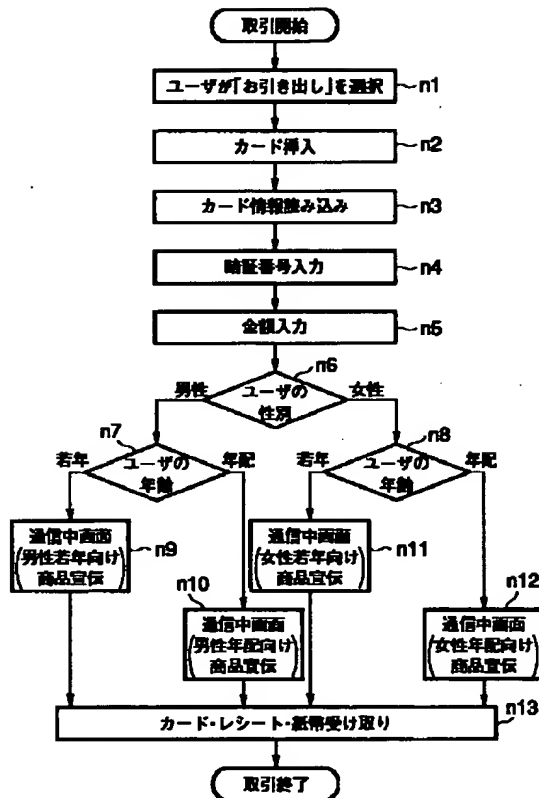 取引開始
ユーザが「お引き出し」を選択
n1
カード挿入
n2
カード情報読み込み
n3
暗証番号入力
n4
金額入力
n5
n6
男性
ユーザの
性別
女性
n7
若年
ユーザの
年齢
年配
n8
若年
ユーザの
年齢
年配
通信中画面
(男性若年向け
商品宣伝)
n9
n10
通信中画面
(男性年配向け
商品宣伝)
通信中画面
(女性若年向け
商品宣伝)
n11
n12
通信中画面
(女性年配向け
商品宣伝)
カード・レシート・紙幣受け取り
n13
取引終了